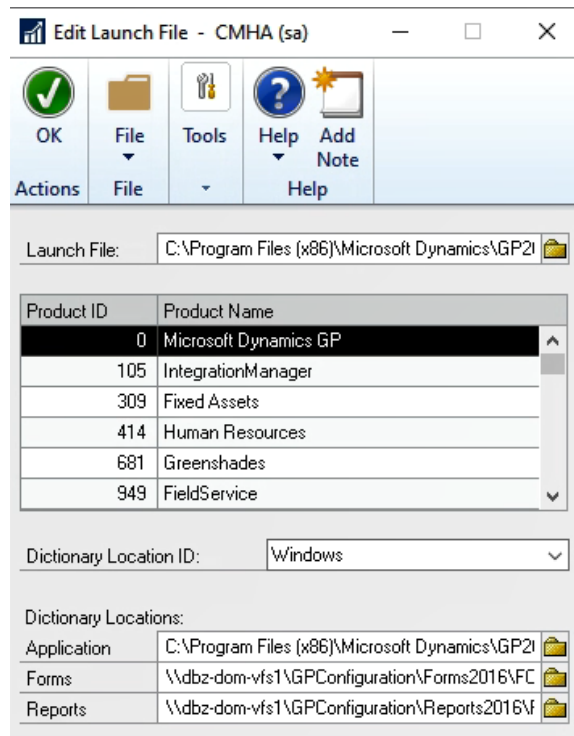 Edit Launch File - CMHA (sa)
OK File Tools Help Add Note
Actions File Help
Launch File: C:\Program Files (x86)\Microsoft Dynamics\GP2
Product ID Product Name
0 Microsoft Dynamics GP
105 IntegrationManager
309 Fixed Assets
414 Human Resources
681 Greenshades
949 FieldService
Dictionary Location ID: Windows
Dictionary Locations:
Application C:\Program Files (x86)\Microsoft Dynamics\GP2
Forms \\dbz-dom-vfs1\GPConfiguration\Forms2016\FC
Reports \\dbz-dom-vfs1\GPConfiguration\Reports2016\